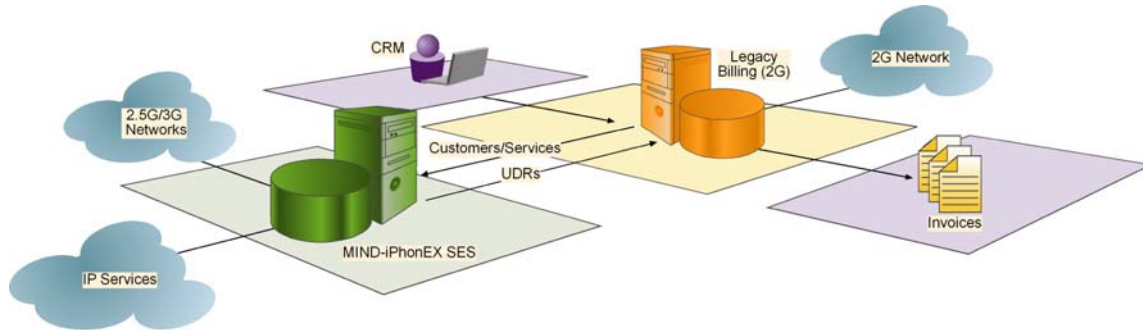 CRM
Legacy
Billing (2G)
2G Network
2.5G/3G
Networks
Customers/Services
UDRs
Invoices
MIND-iPhonEX SES
IP Services